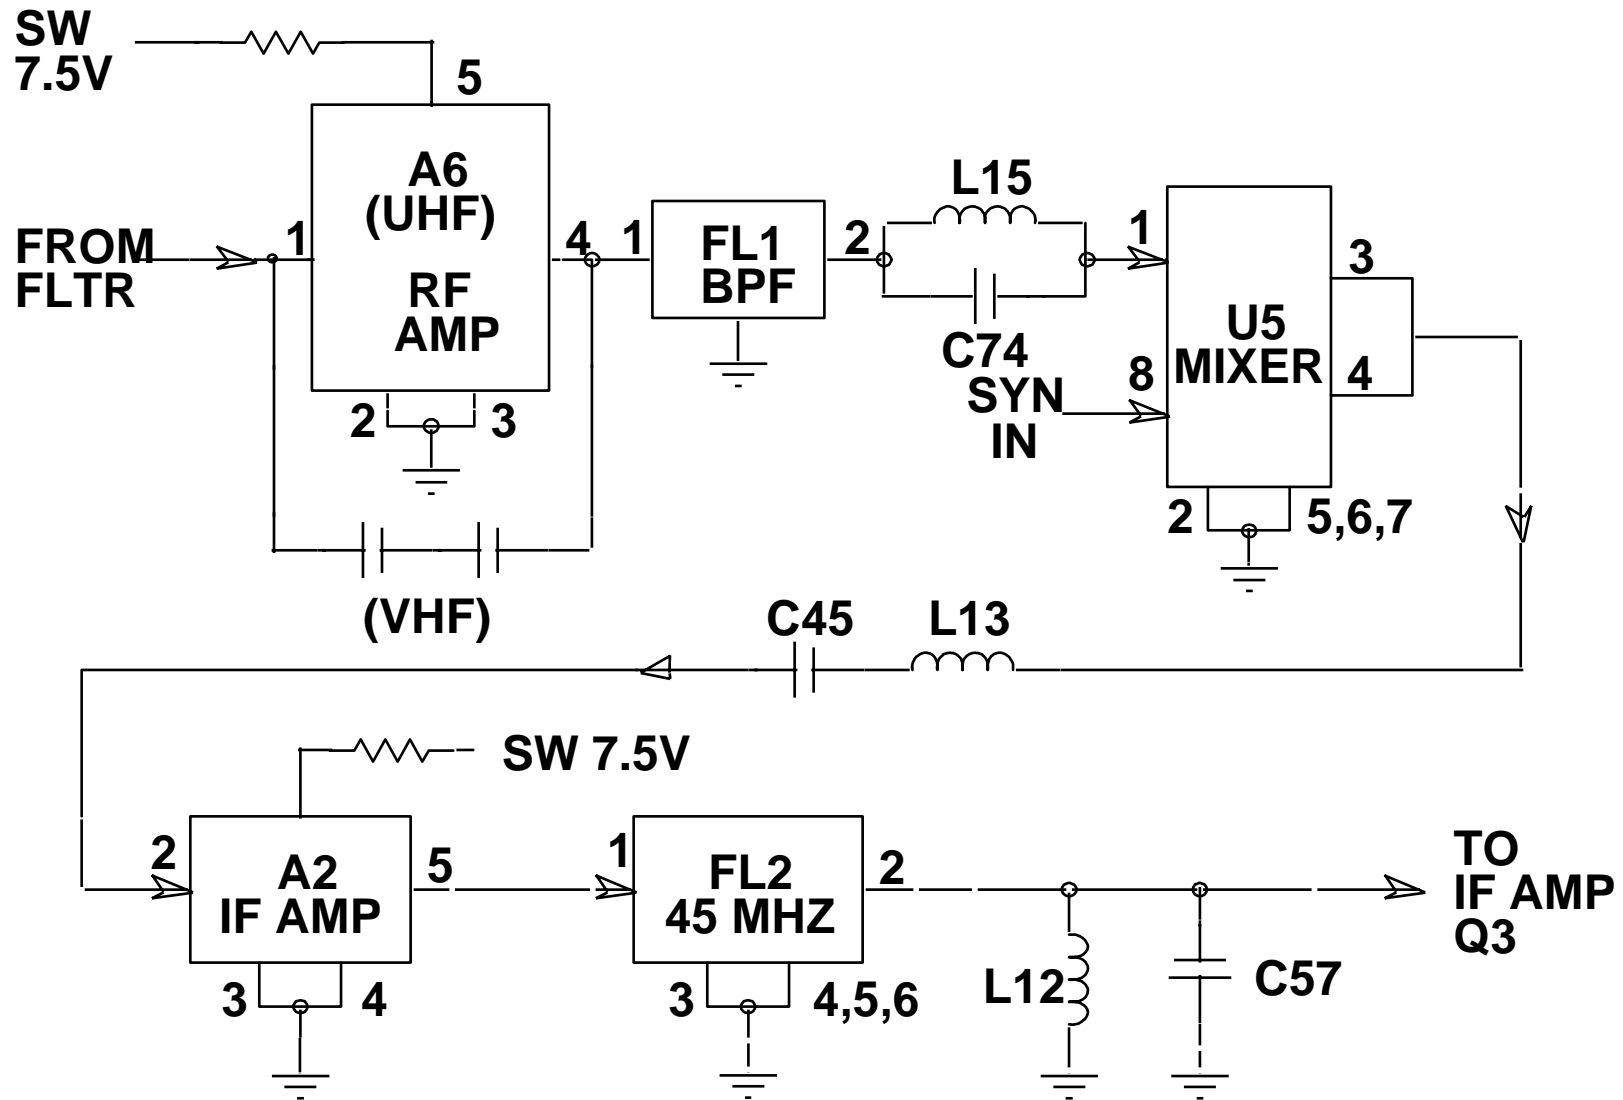 SW
7.5V
5
A6
(UHF)
RF
AMP
FROM
FLTR
1
4
2
3
(VHF)
1
FL1
BPF
2
L15
C74
1
SYN
IN
8
U5
MIXER
3
4
2
5,6,7
C45
L13
SW 7.5V
2
A2
IF AMP
5
3
4
1
FL2
45 MHZ
2
3
4,5,6
L12
C57
TO
IF AMP
Q3